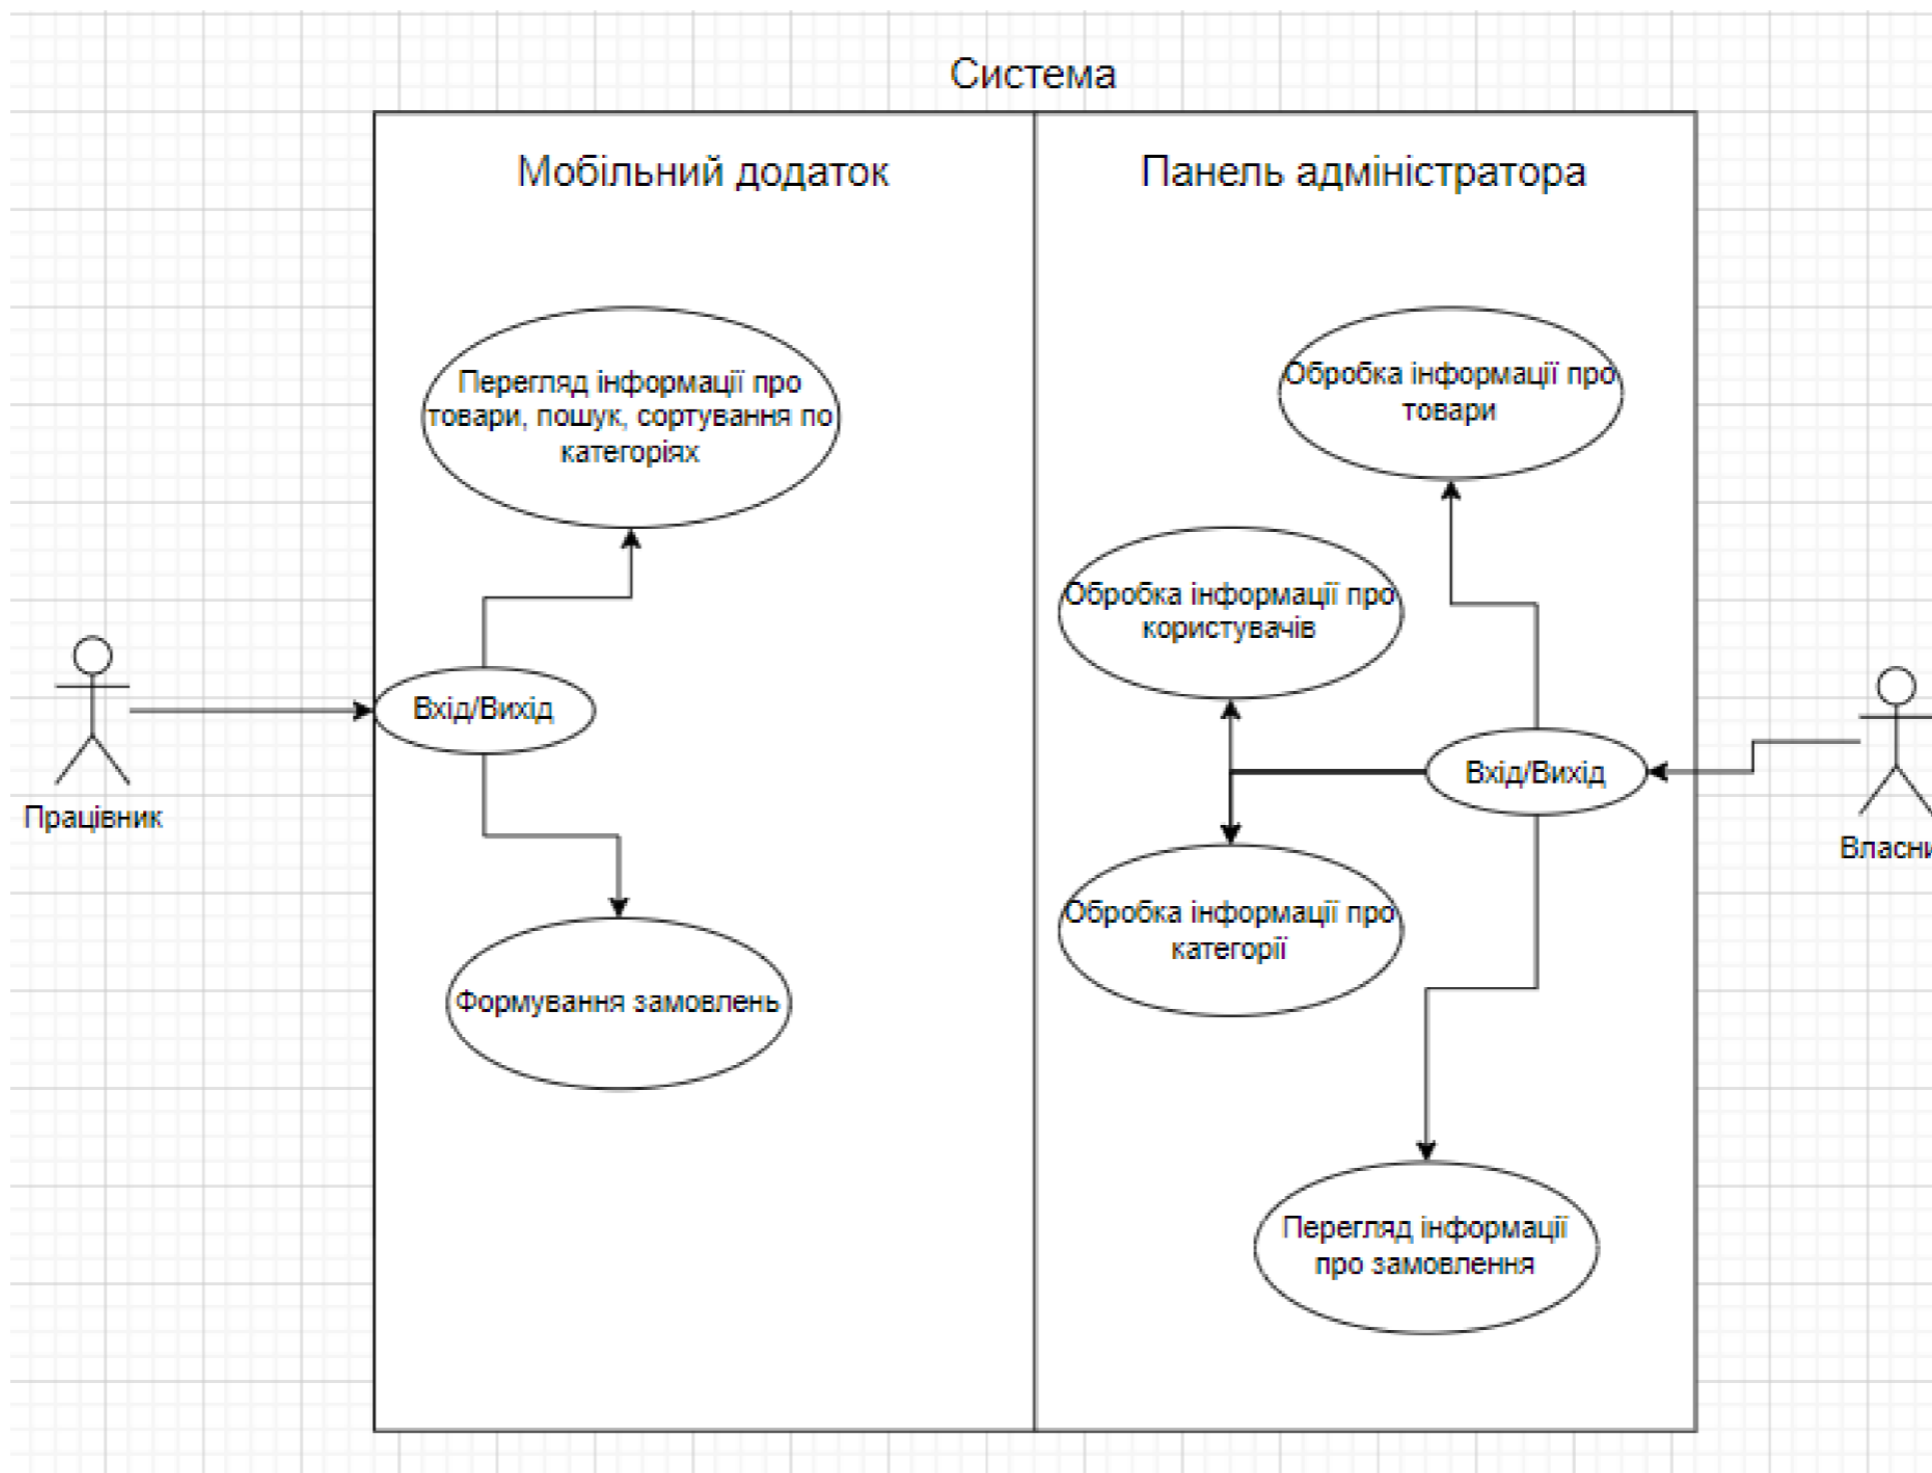 Система
Мобільний додаток
Панель адміністратора
Перегляд інформації про
товари, пошук, сортування по
категоріях
Вхід/Вихід
Працівник
Формування замовлень
Обробка інформації про
товари
Обробка інформації про
користувачів
Вхід/Вихід
Обробка інформації про
категорії
Перегляд інформації
про замовлення